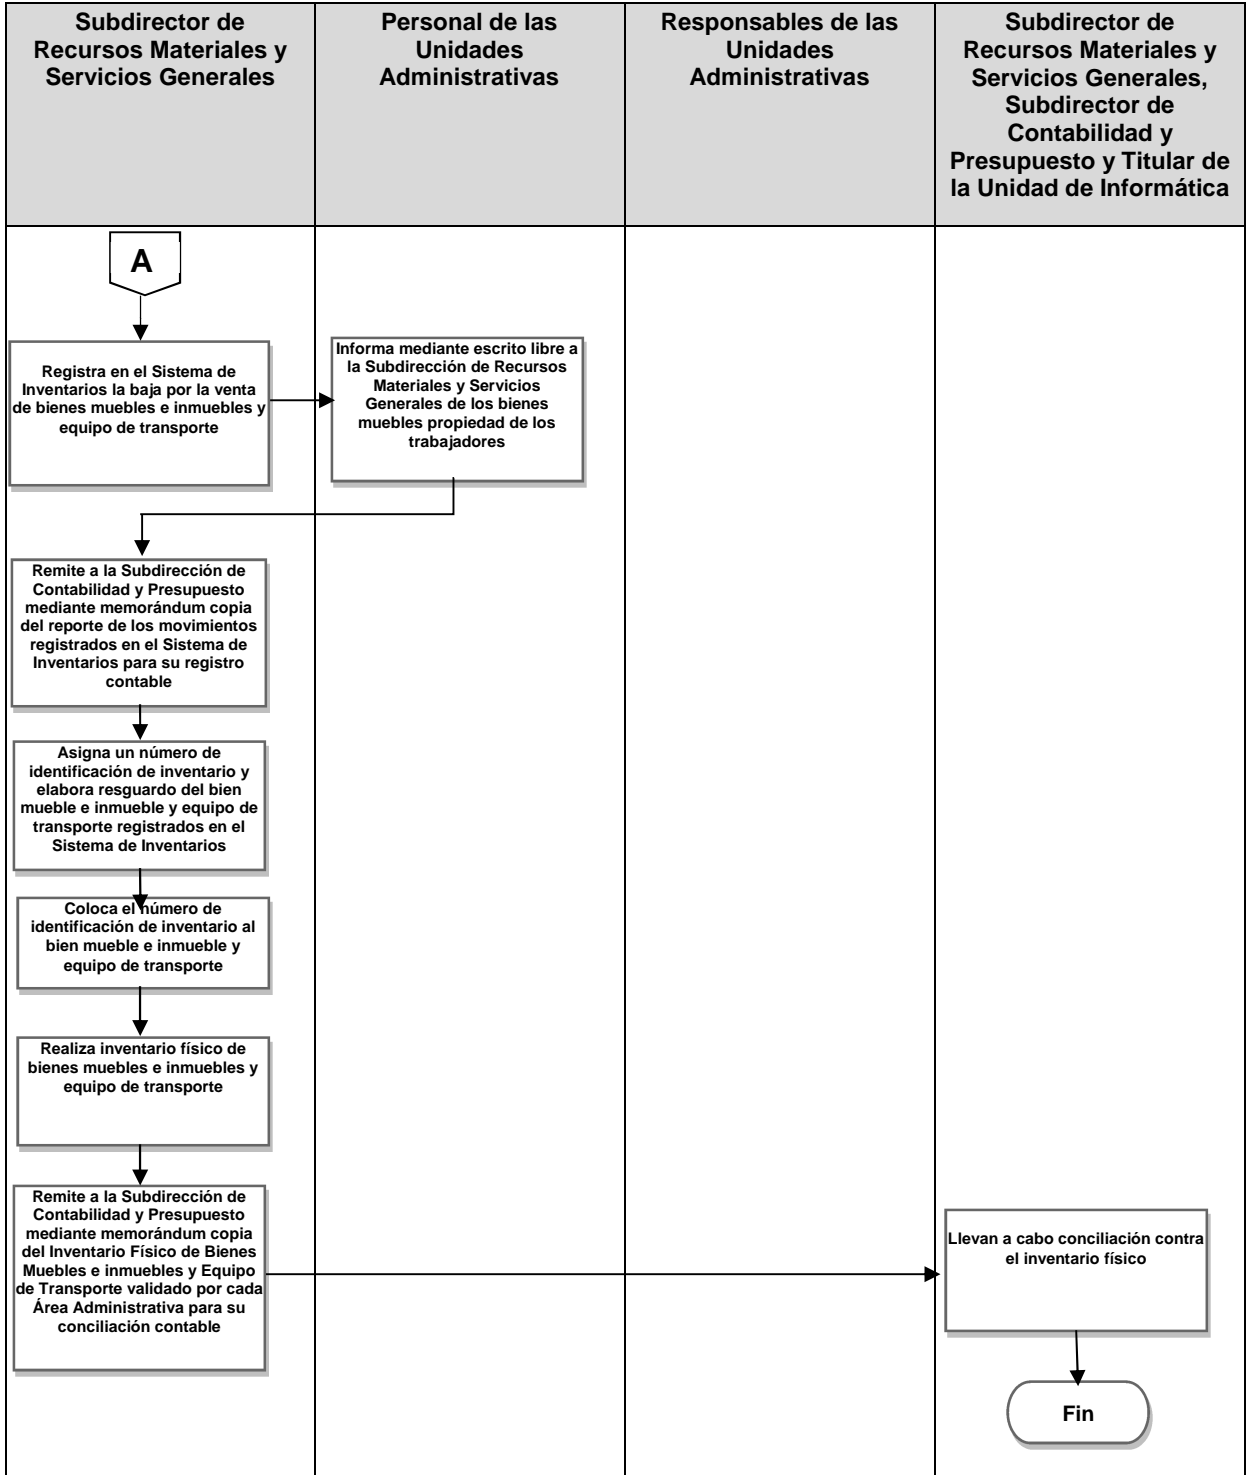 Subdirector de
Recursos Materiales y
Servicios Generales
Personal de las
Unidades
Administrativas
Responsables de las
Unidades
Administrativas
Subdirector de
Recursos Materiales y
Servicios Generales,
Subdirector de
Contabilidad y
Presupuesto y Titular de
la Unidad de Informática
A
Registra en el Sistema de
Inventarios la baja por la venta
de bienes muebles e inmuebles y
equipo de transporte
Informa mediante escrito libre a
la Subdirección de Recursos
Materiales y Servicios
Generales de los bienes
muebles propiedad de los
trabajadores
Remite a la Subdirección de
Contabilidad y Presupuesto
mediante memorándum copia
del reporte de los movimientos
registrados en el Sistema de
Inventarios para su registro
contable
Asigna un número de
identificación de inventario y
elabora resguardo del bien
mueble e inmueble y equipo de
transporte registrados en el
Sistema de Inventarios
Coloca el número de
identificación de inventario al
bien mueble e inmueble y
equipo de transporte
Realiza inventario físico de
bienes muebles e inmuebles y
equipo de transporte
Remite a la Subdirección de
Contabilidad y Presupuesto
mediante memorándum copia
del Inventario Físico de Bienes
Muebles e inmuebles y Equipo
de Transporte validado por cada
Área Administrativa para su
conciliación contable
Llevan a cabo conciliación contra
el inventario físico
Fin